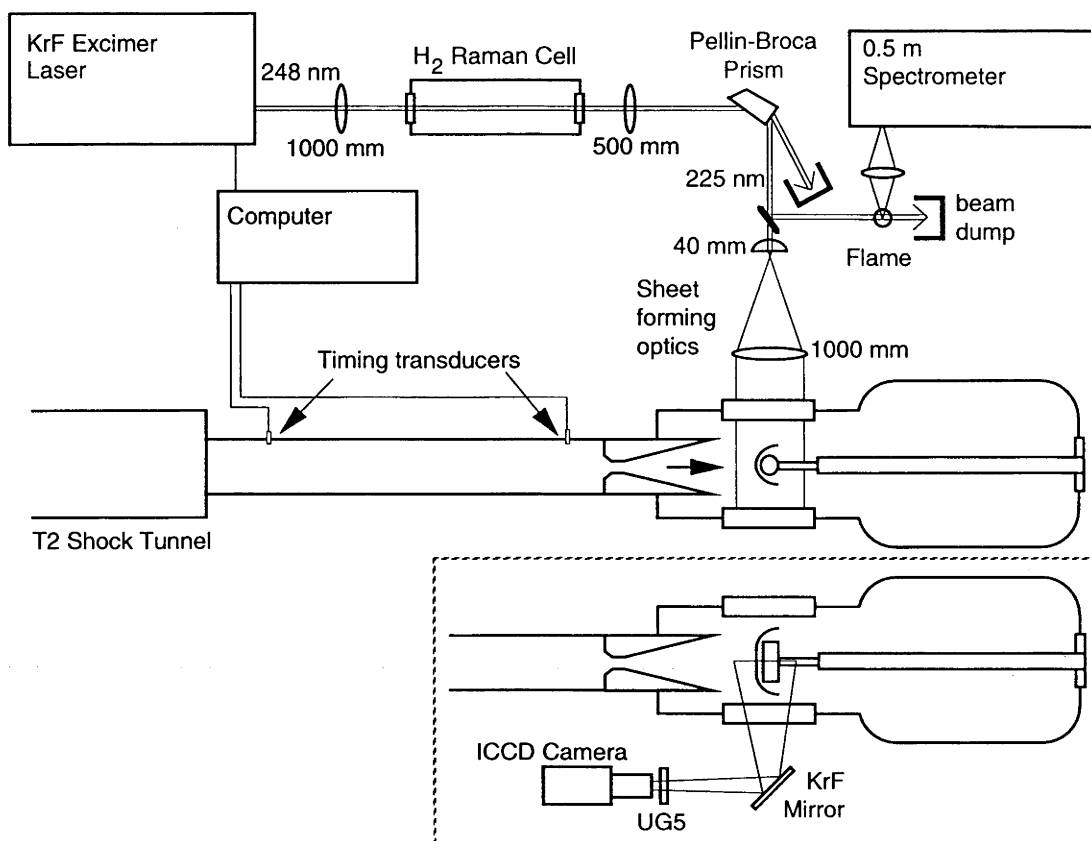 KrF Excimer
Laser
248 nm
1000 mm
H2 Raman Cell
500 mm
Pellin-Broca
Prism
0.5 m
Spectrometer
225 nm
beam
dump
Flame
40 mm
Computer
Sheet
forming
optics
1000 mm
Timing transducers
T2 Shock Tunnel
ICCD Camera
UG5
KrF
Mirror